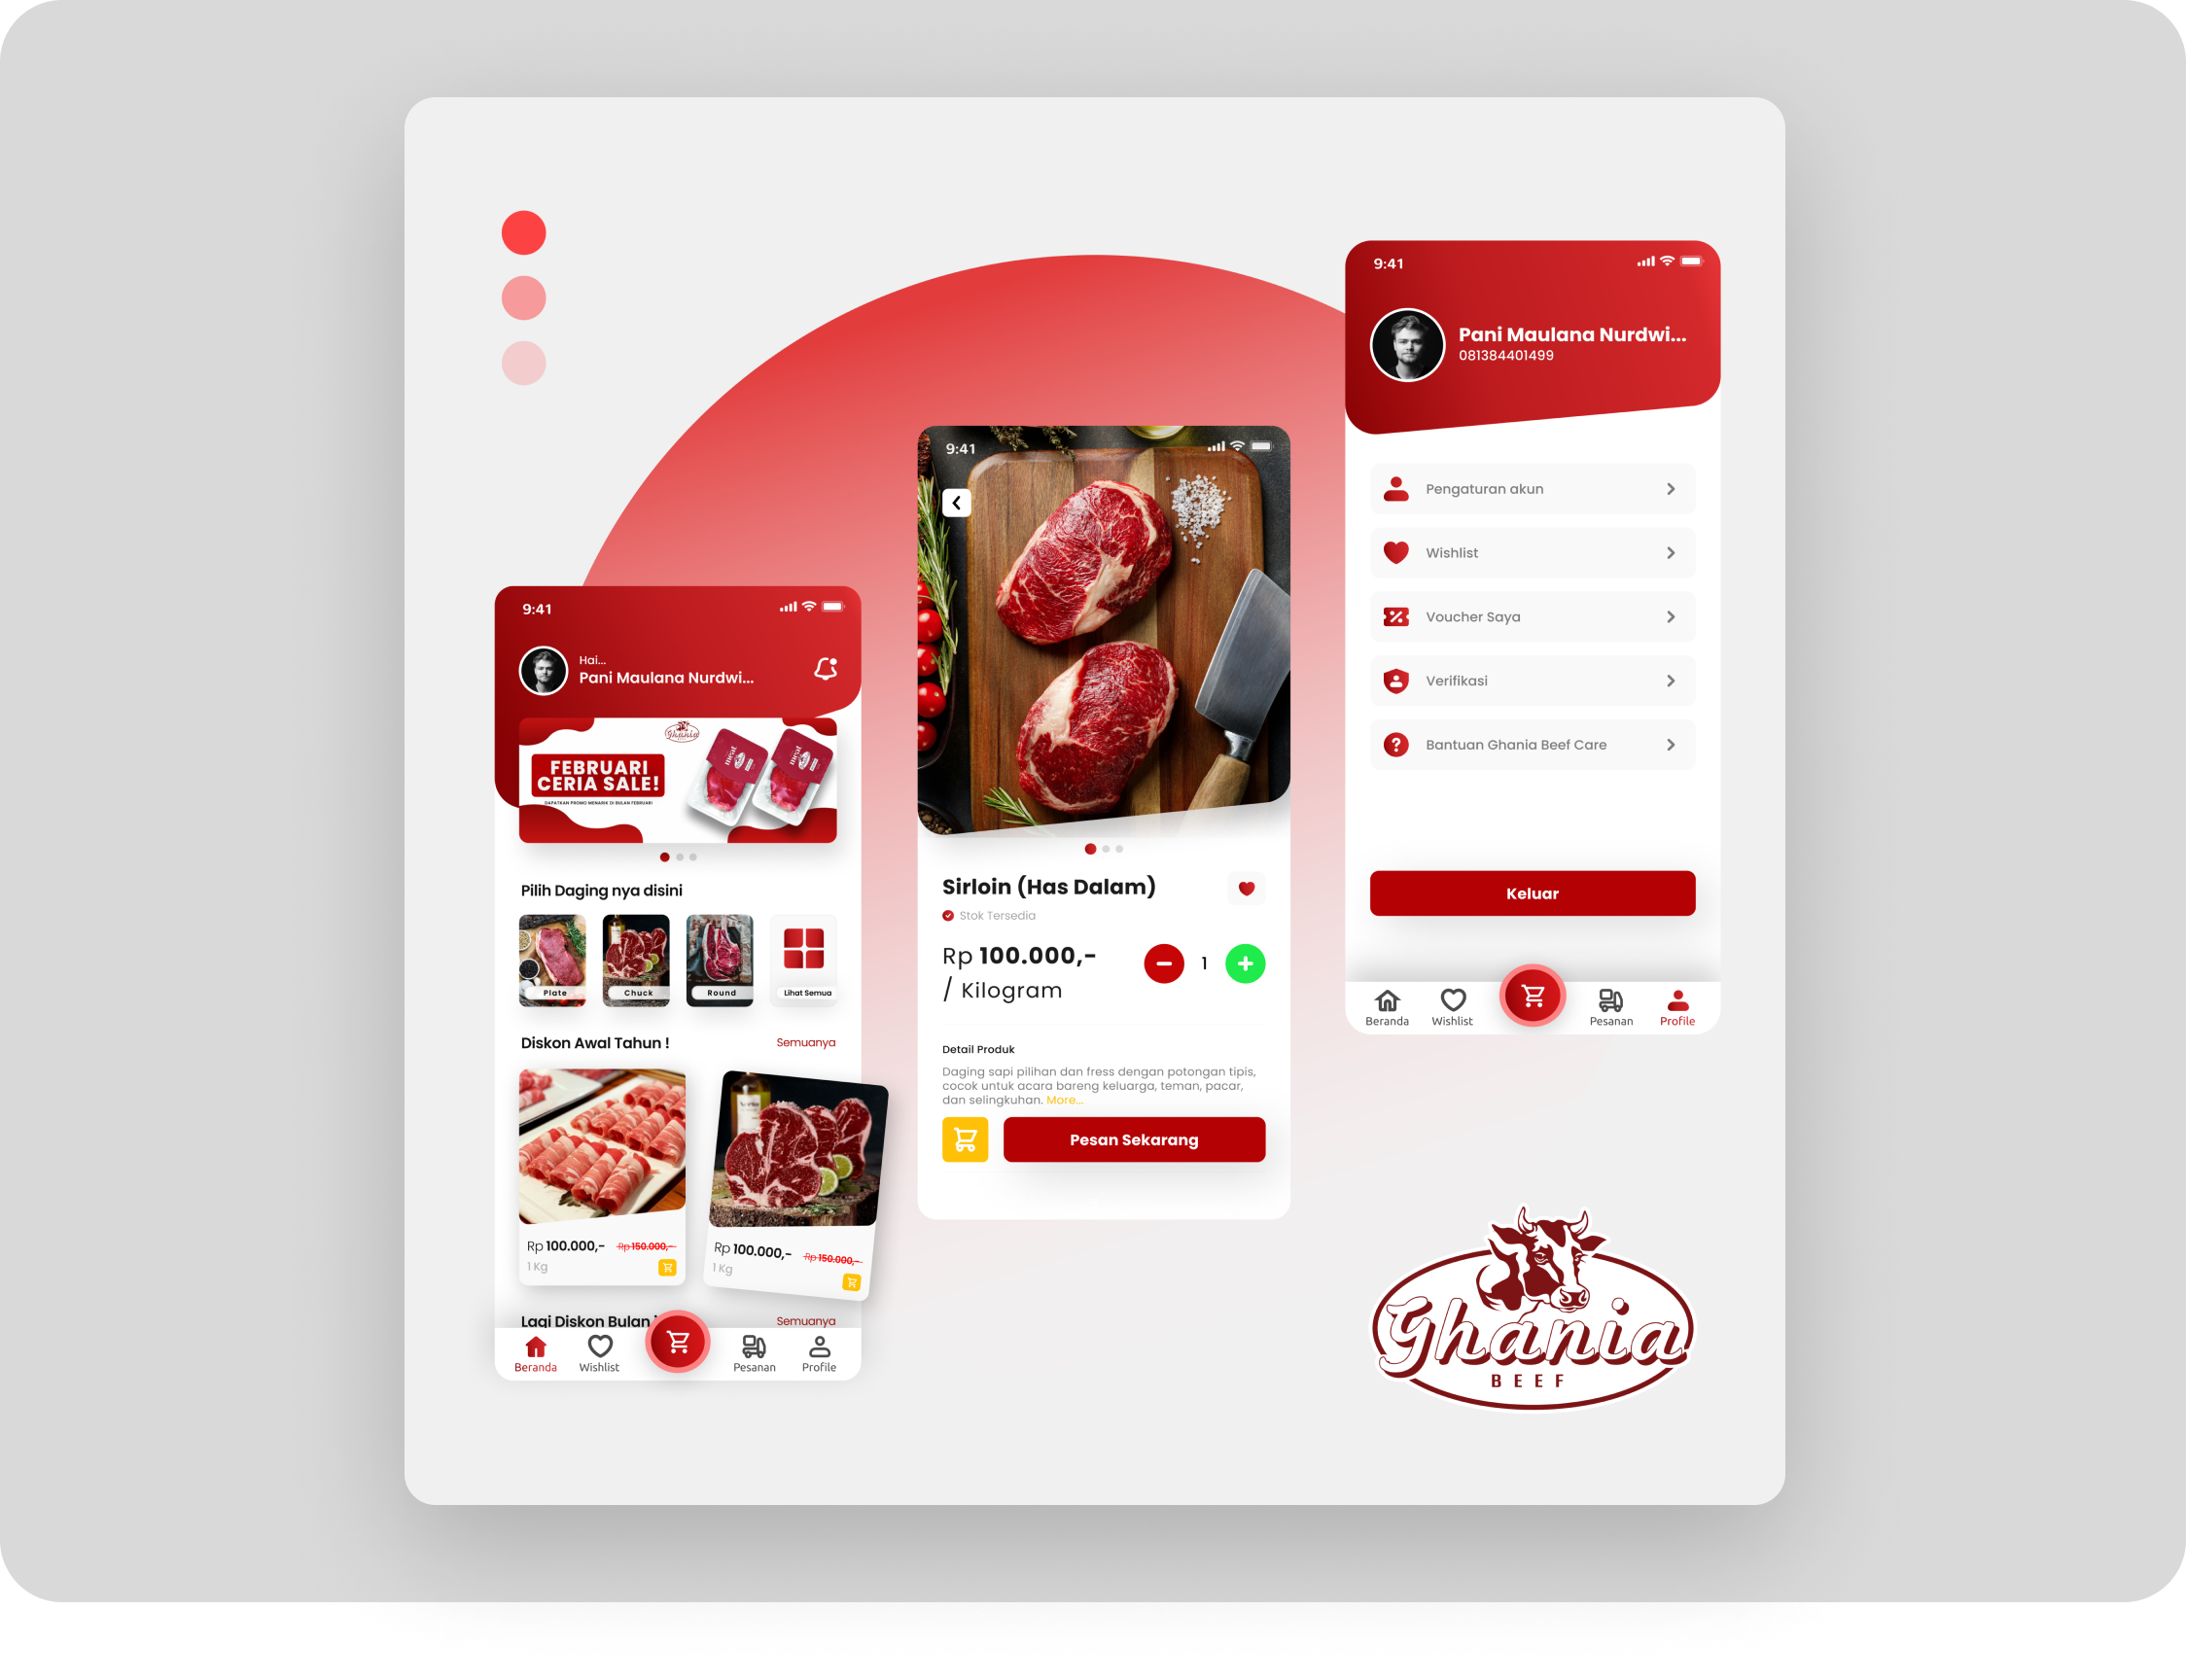 9:41
Hai...
Pani Maulana Nurdwi...
Ghania
FEBRUARI
CERIA SALE!
DAPATKAN PROMO MENARIK DI BULAN FEBRUARI
Pilih Daging nya disini
Plate
Chuck
Round
Lihat Semua
Diskon Awal Tahun !
Semuanya
Rp 100.000,-
Rp 150.000,-
1 Kg
Rp 100.000,-
Rp 150.000,-
1 Kg
Lagi Diskon Bulan
Semuanya
Beranda
Wishlist
Pesanan
Profile
9:41
Sirloin (Has Dalam)
Stok Tersedia
Rp 100.000,-
/ Kilogram
1
Detail Produk
Daging sapi pilihan dan fress dengan potongan tipis,
cocok untuk acara bareng keluarga, teman, pacar,
dan selingkuhan. More...
Pesan Sekarang
9:41
Pani Maulana Nurdwi...
081384401499
Pengaturan akun
Wishlist
Voucher Saya
Verifikasi
Bantuan Ghania Beef Care
Keluar
Beranda
Wishlist
Pesanan
Profile
Ghania
BEEF